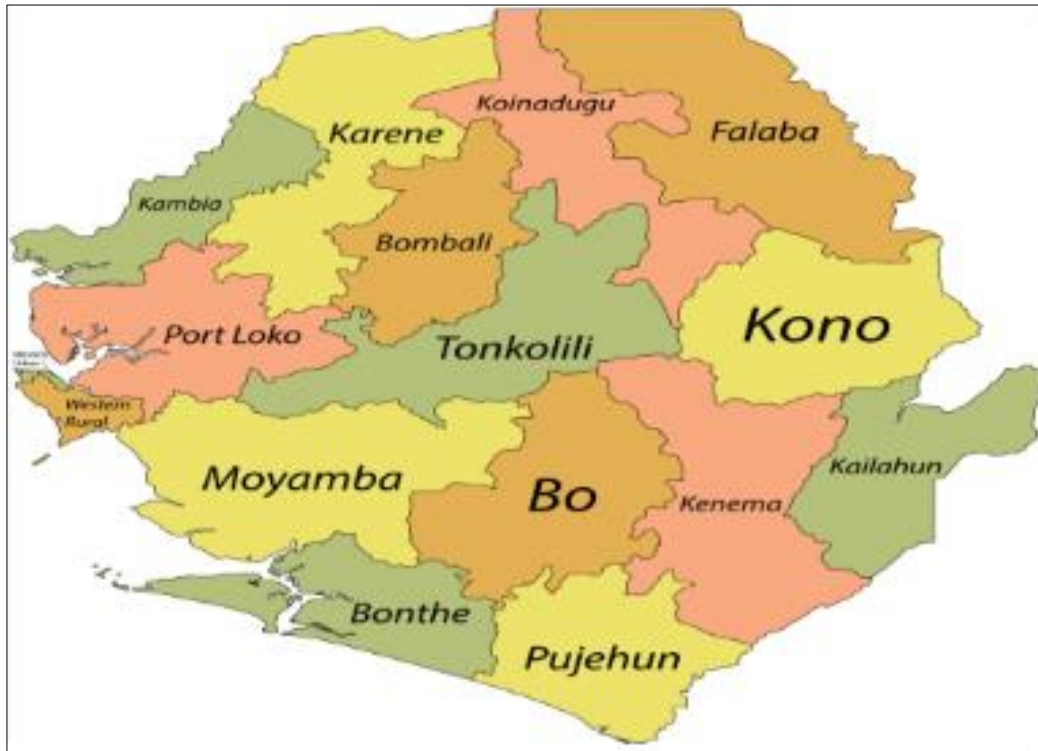 Koinadugu
Falaba
Karene
Kambia
Bombali
Kono
Port Loko
Tonkolili
Western
Rural
Moyamba
Bo
Kailahun
Kenema
Bonthe
Pujehun